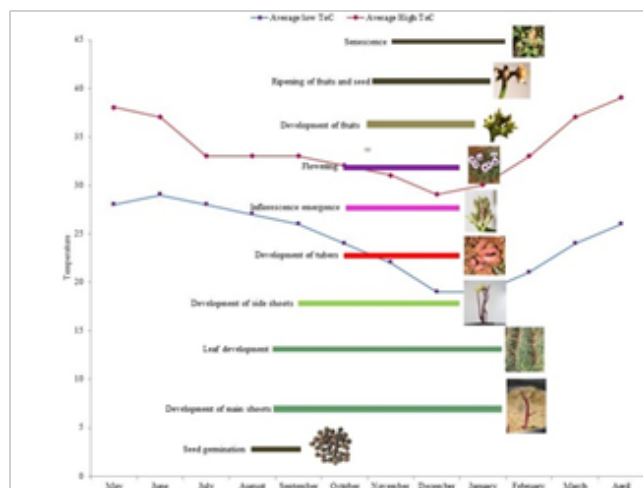 Average low TeC Average High TeC
45
Senescence
40
Ripening of fruits and seed
35
Development of fruits
Flowering
30
Inflorescence emergence
25
Development of tubers
Temperature
20
Development of side shoots
15
Leaf development
10
Development of main shoots
5
Seed germination
0
May June July August September October November December January February March April